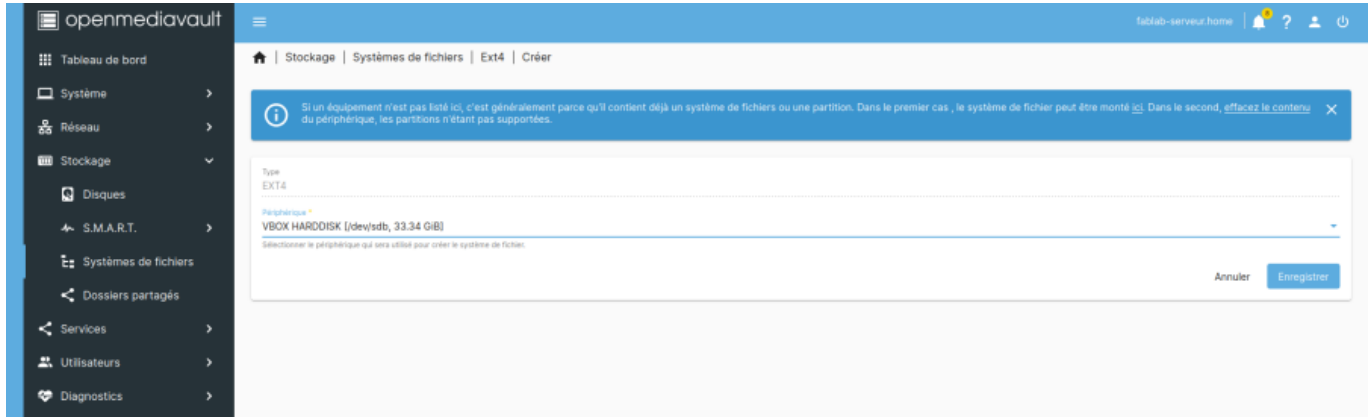 openmediavault
fablab-serveur.home
Tableau de bord
Système
Réseau
Stockage
Disques
S.M.A.R.T.
Systèmes de fichiers
Dossiers partagés
Services
Utilisateurs
Diagnostics
| Stockage | Systèmes de fichiers | Ext4 | Créer
Si un équipement n'est pas listé ici, c'est généralement parce qu'il contient déjà un système de fichiers ou une partition. Dans le premier cas , le système de fichier peut être monté ici. Dans le second, effacez le contenu
du périphérique, les partitions n'étant pas supportées.
Type
EXT4
Périphérique *
VBOX HARDDISK [/dev/sdb, 33.34 GiB]
Sélectionner le périphérique qui sera utilisé pour créer le système de fichier.
Annuler
Enregistrer